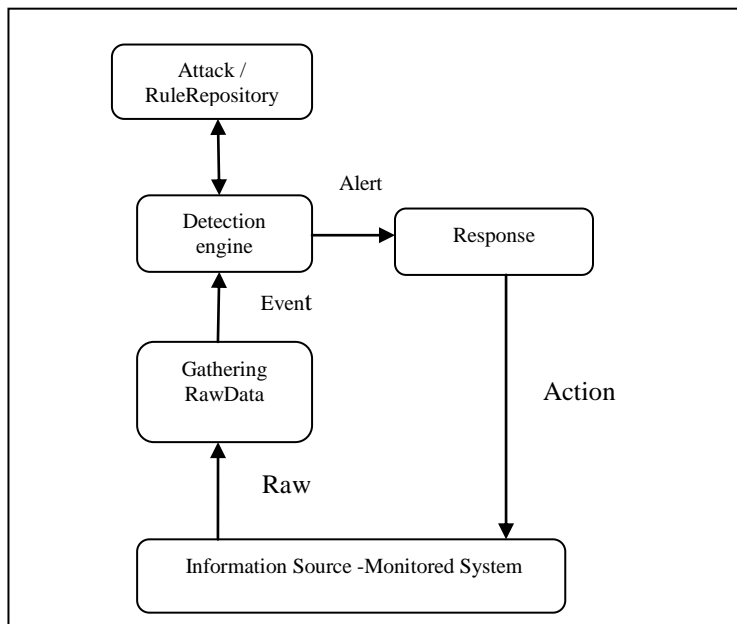 Attack /
RuleRepository
Alert
Detection
engine
Response
Event
Gathering
RawData
Action
Raw
Information Source -Monitored System